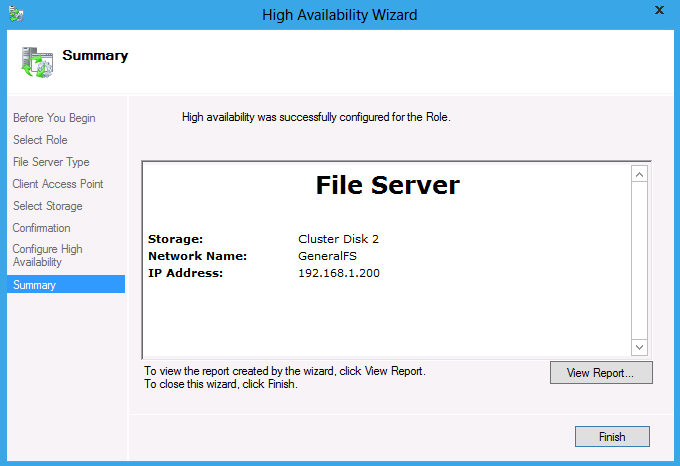 High Availability Wizard
x
Summary
Before You Begin
Select Role
File Server Type
Client Access Point
Select Storage
Confirmation
Configure High
Availability
Summary
High availability was successfully configured for the Role.
File Server
Storage: Cluster Disk 2
Network Name: GeneralFS
IP Address: 192.168.1.200
To view the report created by the wizard, click View Report.
To close this wizard, click Finish.
View Report...
Finish